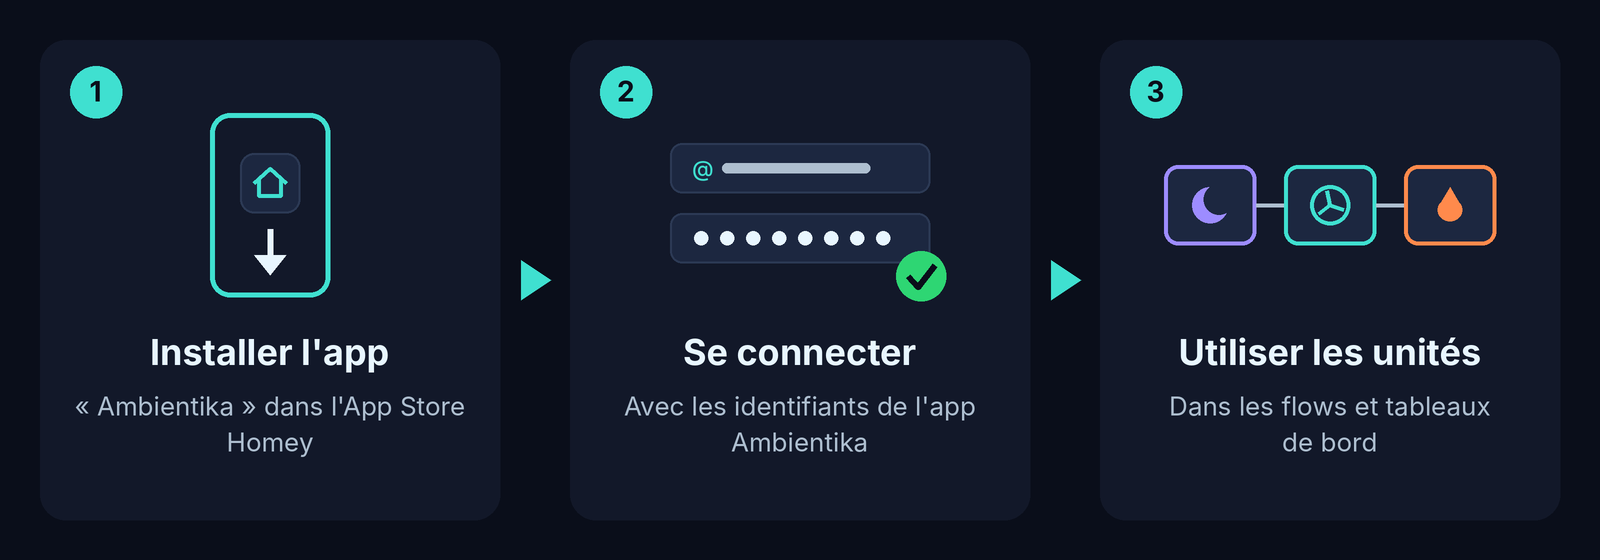 1
Installer l'app
« Ambientika » dans l'App Store
Homey
2
@
Se connecter
Avec les identifiants de l'app
Ambientika
3
Utiliser les unités
Dans les flows et tableaux
de bord